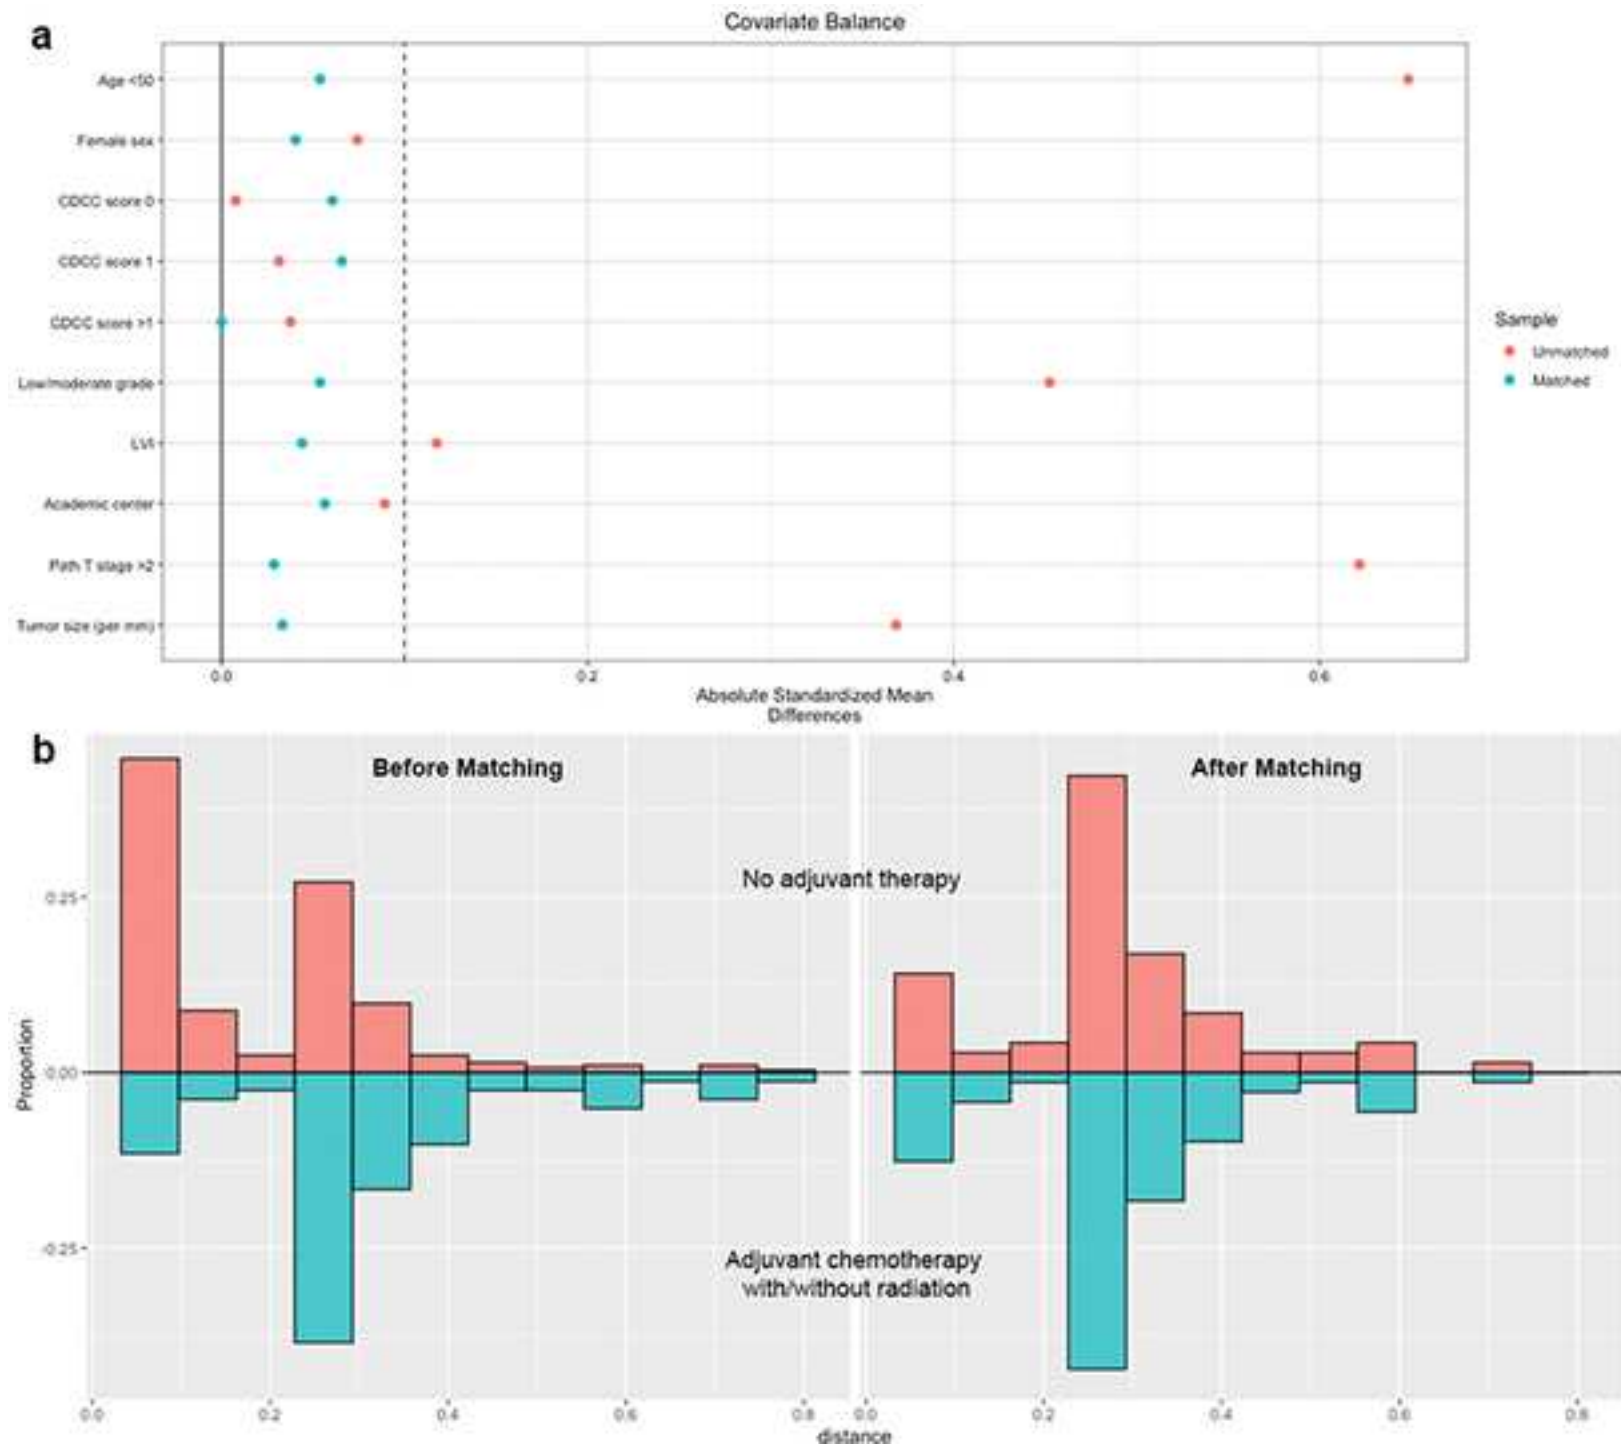 a
Covariate Balance
Age <50
Female sex
CDCC score 0
CDCC score 1
CDCC score >1
Low/moderate grade
LVI
Academic center
Path T stage >2
Tumor size (per mm)
0.0 0.2 0.4 0.6
Absolute Standardized Mean
Differences
Sample
Unmatched
Matched
b
Before Matching
After Matching
No adjuvant therapy
0.25
0.00
-0.25
Proportion
Adjuvant chemotherapy
with/without radiation
0.0 0.2 0.4 0.6 0.8 0.0 0.2 0.4 0.6 0.8
distance